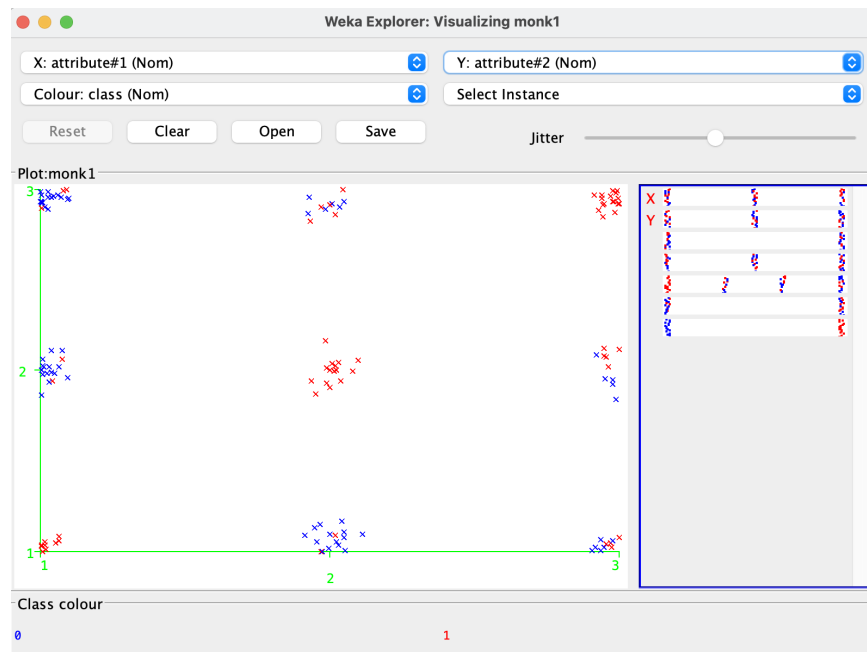 Weka Explorer: Visualizing monk1
X: attribute#1 (Nom)
Y: attribute#2 (Nom)
Colour: class (Nom)
Select Instance
Reset
Clear
Open
Save
Jitter
Plot:monk1
3
2
1
1
2
3
X
Y
Class colour
0
1